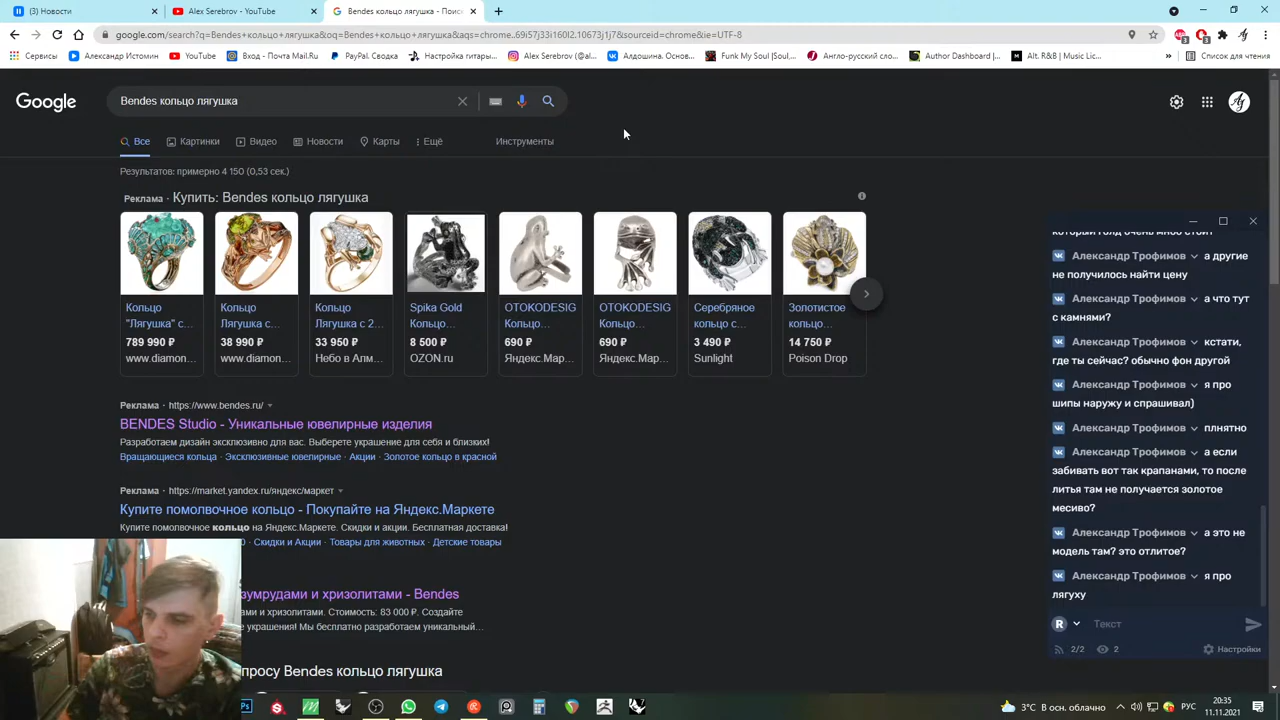 (3) Новости
Alex Serebrov - YouTube
Bendes кольцо лягушка - Поис
google.com/search?q=Bendes+кольцо+лягушка&oq=Bendes+кольцо+лягушка&aqs=chrome..69i57j33i160l2.10673j1j7&sourceid=chrome&ie=UTF-8
Сервисы
Александр Истомин
YouTube
Почта Mail.Ru
PayPal. Сводка
Настройка гитары...
Alex Serebrov (@al...
Алдошина. Основ...
Funk My Soul |Soul,...
Англо-русский сло...
Author Dashboard |...
Alt. R&B | Music Lic...
»
Список для чтения
Google
Bendes кольцо лягушка
Все
Картинки
Видео
Новости
Карты
Ещё
Инструменты
Результатов: примерно 4 150 (0,53 сек.)
Реклама · Купить: Bendes кольцо лягушка
Кольцо
"Лягушка" с...
789 990 ₽
www.diamon...
Кольцо
Лягушка с...
38 990 ₽
www.diamon...
Кольцо
Лягушка с 2...
33 950 ₽
Небо в Алм...
Spika Gold
Кольцо...
8 500 ₽
OZON.ru
OTOKODESIG
Кольцо...
690 ₽
Яндекс.Мар...
OTOKODESIG
Кольцо...
690 ₽
Яндекс.Мар...
Серебряное
кольцо с...
3 490 ₽
Sunlight
Золотистое
кольцо...
14 750 ₽
Poison Drop
Реклама · https://www.bendes.ru/
BENDES Studio - Уникальные ювелирные изделия
Разработаем дизайн эксклюзивно для вас. Выберете украшение для себя и близких!
Вращающиеся кольца · Эксклюзивные ювелирные · Акции · Золотое кольцо в красной
Реклама · https://market.yandex.ru/яндекс/маркет
Купите помолвочное кольцо - Покупайте на Яндекс.Маркете
Купите помолвочное кольцо на Яндекс.Маркете. Скидки и акции. Бесплатная доставка!
Скидки и Акции · Товары для животных · Детские товары
зумрудами и хризолитами - Bendes
ами и хризолитами. Стоимость: 83 000 ₽. Создайте
е украшения! Мы бесплатно разработаем уникальный...
просу Bendes кольцо лягушка
Александр Трофимов а другие
не получилось найти цену
Александр Трофимов а что тут
с камнями?
Александр Трофимов кстати,
где ты сейчас? обычно фон другой
Александр Трофимов я про
шипы наружу и спрашивал)
Александр Трофимов плнятно
Александр Трофимов а если
забивать вот так крапанами, то после
литья там не получается золотое
месиво?
Александр Трофимов а это не
модель там? это отлитое?
Александр Трофимов я про
лягуху
R
Текст
2/2
2
Настройки
Ps
3°C В осн. облачно
РУС
20:35
11.11.2021